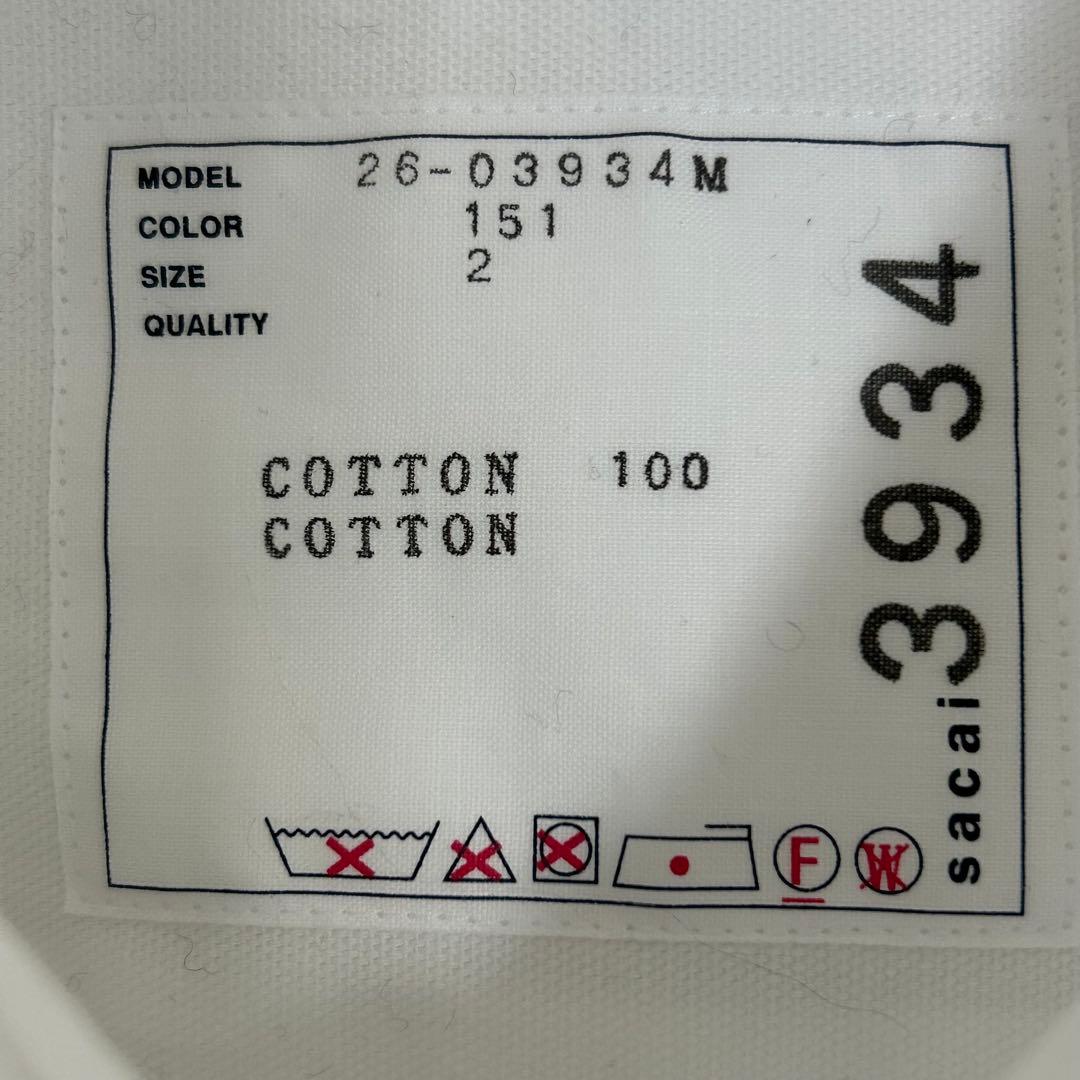 MODEL 26-03934M
COLOR 151
SIZE 2
QUALITY
COTTON 100
COTTON
sacai 3934
F
W